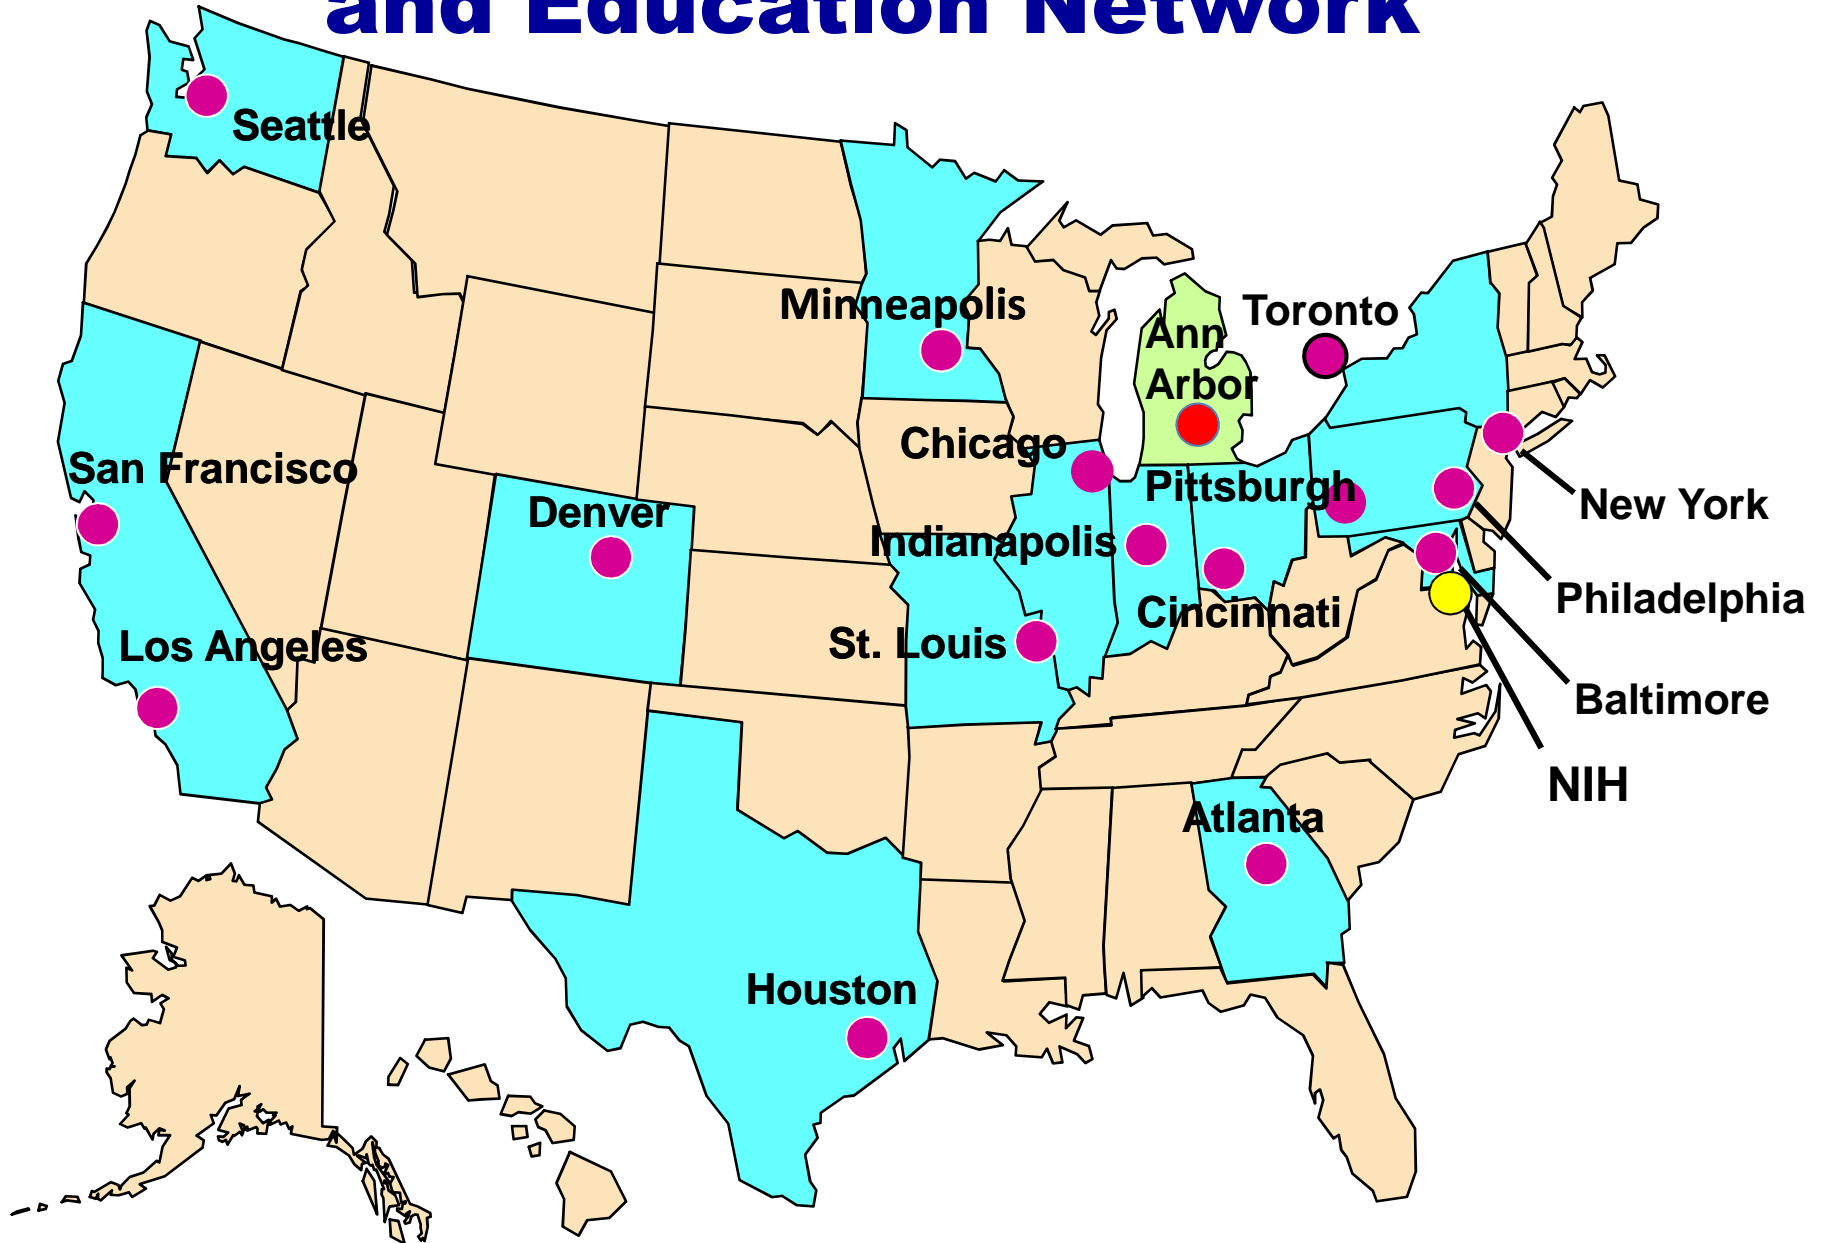 and Education Network
Seattle
Minneapolis
Ann
Arbor
Toronto
Chicago
San Francisco
Pittsburgh
Denver
New York
Indianapolis
Philadelphia
Cincinnati
St. Louis
Los Angeles
Baltimore
NIH
Atlanta
Houston